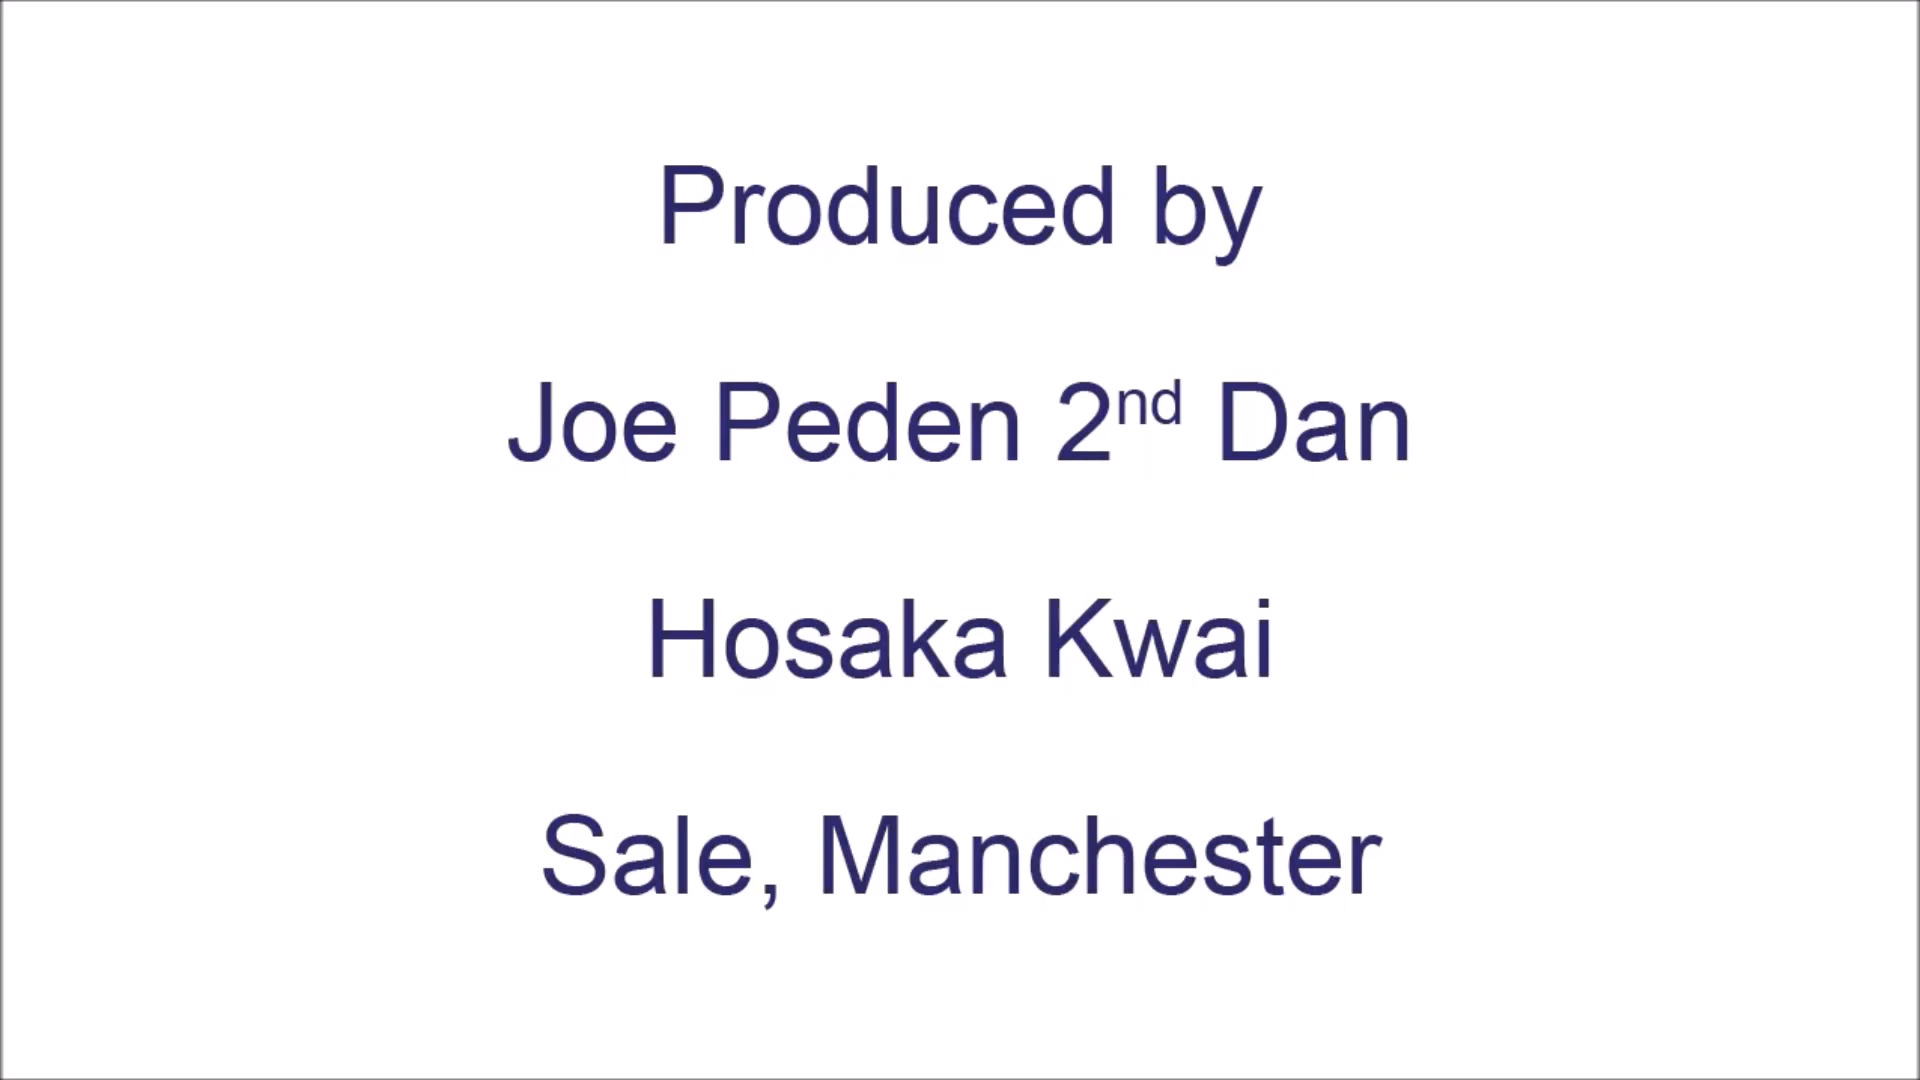 Produced by
Joe Peden 2nd Dan
Hosaka Kwai
Sale, Manchester